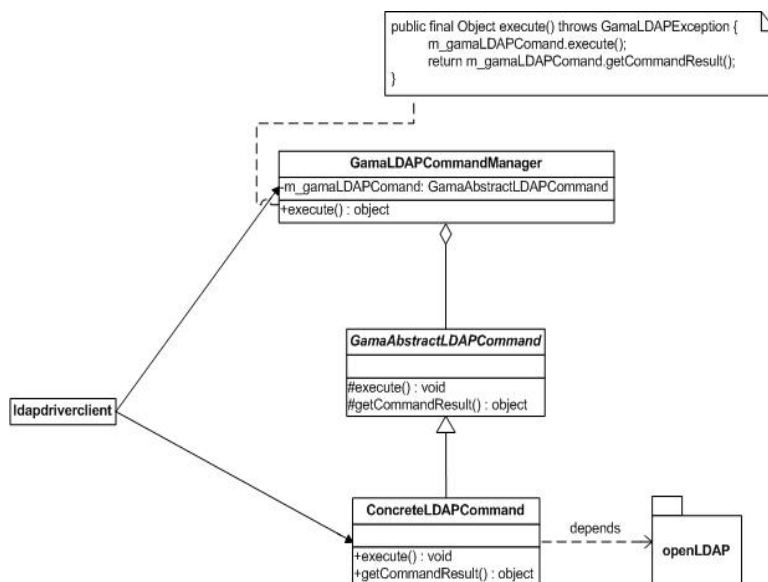 public final Object execute() throws GamaLDAPException {
m_gamaLDAPComand.execute();
return m_gamaLDAPComand.getCommandResult();
}
GamaLDAPCommandManager
-m_gamaLDAPComand: GamaAbstractLDAPCommand
+execute() : object
GamaAbstractLDAPCommand
#execute() : void
#getCommandResult() : object
ldapdriverclient
ConcreteLDAPCommand
+execute() : void
+getCommandResult() : object
depends
openLDAP